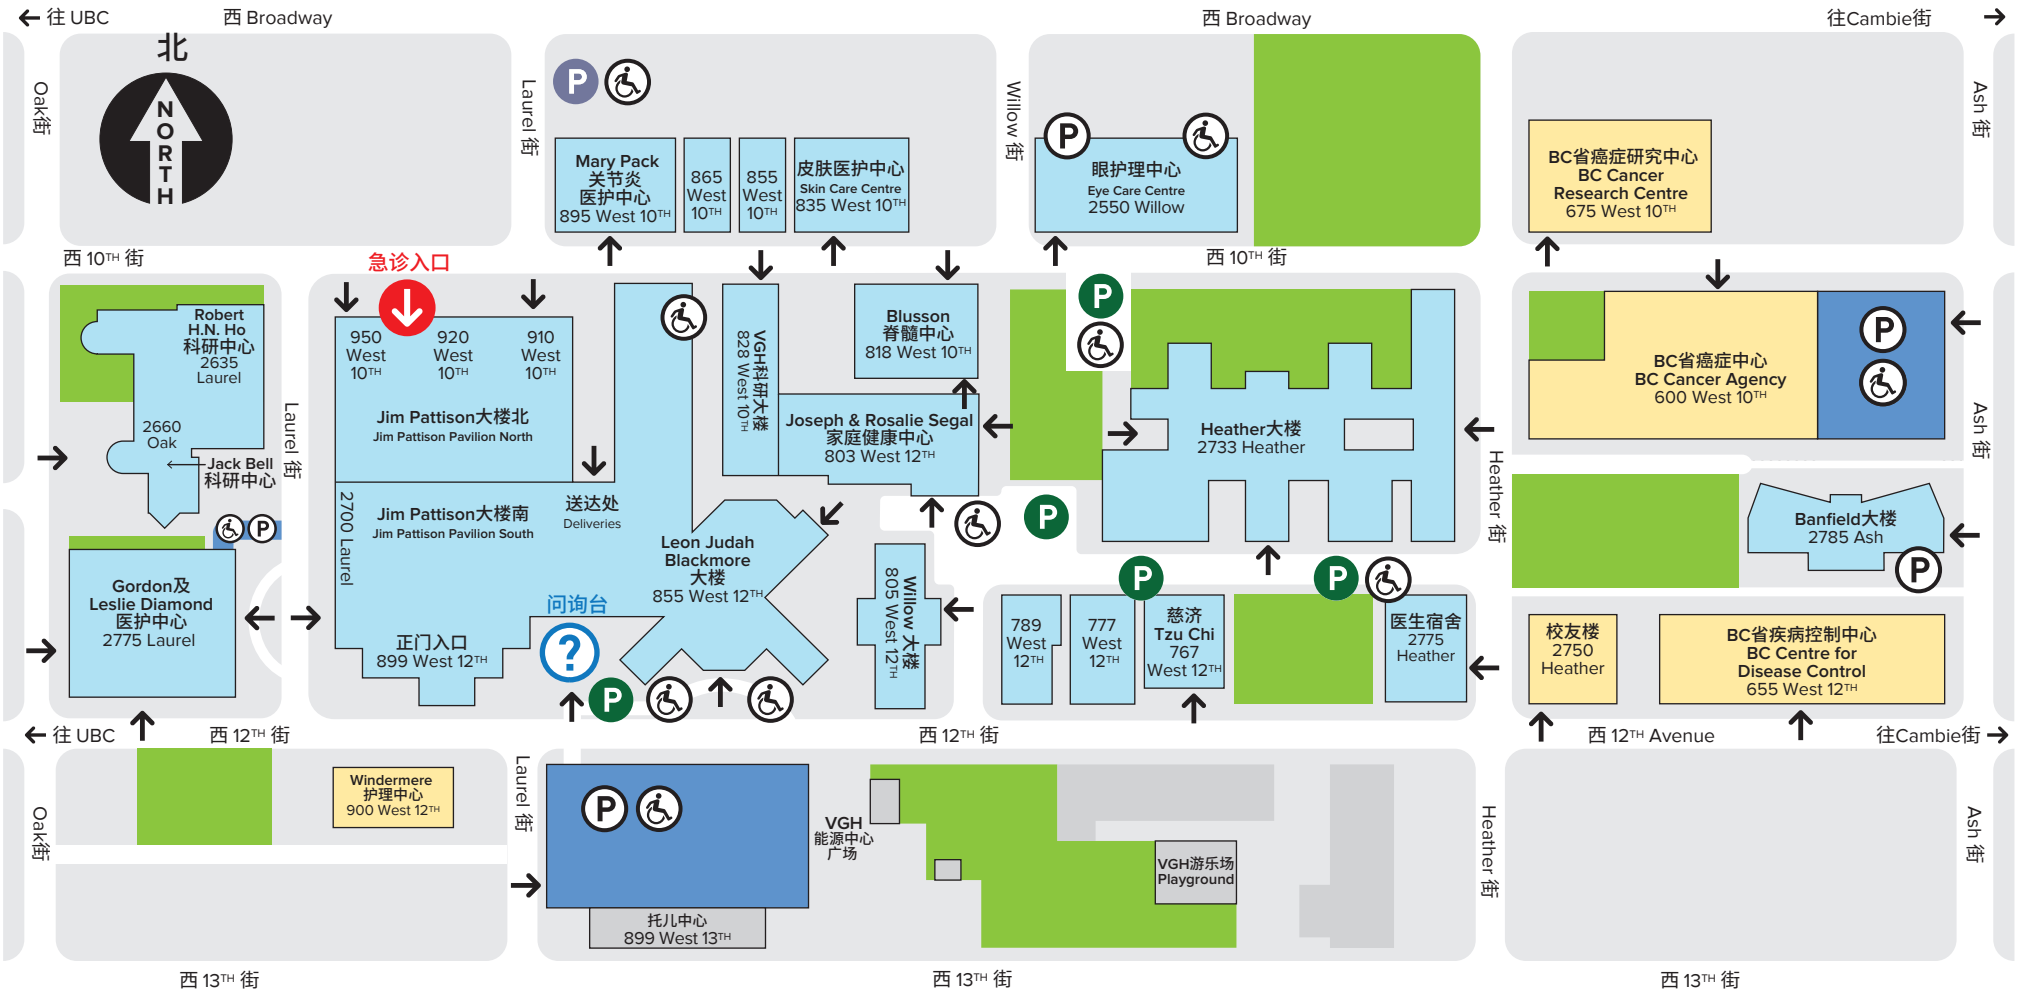 往 UBC
西 Broadway
西 Broadway
往Cambie街
北
NORTH
Oak街
Laurel 街
Willow 街
Ash 街
P
Mary Pack
关节炎
医护中心
895 West 10TH
865
West
10TH
855
West
10TH
皮肤医护中心
Skin Care Centre
835 West 10TH
P
眼护理中心
Eye Care Centre
2550 Willow
BC省癌症研究中心
BC Cancer
Research Centre
675 West 10TH
西 10TH 街
急诊入口
西 10TH 街
Robert
H.N. Ho
科研中心
2635
Laurel
2660
Oak
Jack Bell
科研中心
Laurel 街
950
West
10TH
920
West
10TH
910
West
10TH
Jim Pattison大楼北
Jim Pattison Pavilion North
2700 Laurel
Jim Pattison大楼南
Jim Pattison Pavilion South
送达处
Deliveries
VGH科研大楼
828 West 10TH
Blusson
脊髓中心
818 West 10TH
Joseph & Rosalie Segal
家庭健康中心
803 West 12TH
P
Heather大楼
2733 Heather
P
BC省癌症中心
BC Cancer Agency
600 West 10TH
P
Ash 街
Heather 街
Banfield大楼
2785 Ash
P
P
Gordon及
Leslie Diamond
医护中心
2775 Laurel
Leon Judah
Blackmore
大楼
855 West 12TH
问询台
?
正门入口
899 West 12TH
P
Willow 大楼
805 West 12TH
789
West
12TH
777
West
12TH
P
慈济
Tzu Chi
767
West 12TH
P
医生宿舍
2775
Heather
校友楼
2750
Heather
BC省疾病控制中心
BC Centre for
Disease Control
655 West 12TH
往 UBC
西 12TH 街
西 12TH 街
西 12TH Avenue
往Cambie街
Oak街
Windermere
护理中心
900 West 12TH
Laurel 街
P
VGH
能源中心
广场
VGH游乐场
Playground
Heather 街
Ash 街
托儿中心
899 West 13TH
西 13TH 街
西 13TH 街
西 13TH 街